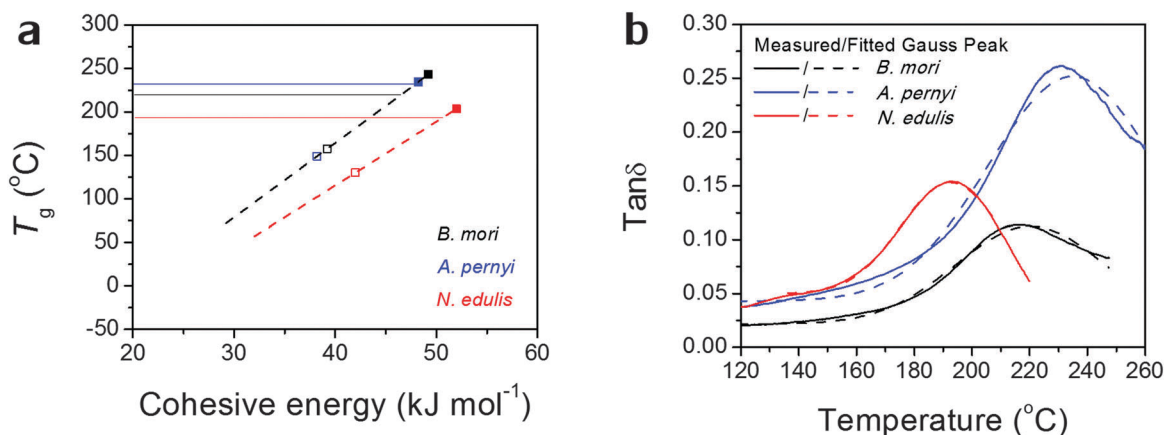 a
300
250
200
150
100
50
0
-50
20 30 40 50 60
T_g (°C)
Cohesive energy (kJ mol⁻¹)
B. mori
A. pernyi
N. edulis
b
0.30
0.25
0.20
0.15
0.10
0.05
0.00
120 140 160 180 200 220 240 260
Tanδ
Temperature (°C)
Measured/Fitted Gauss Peak
/ B. mori
/ A. pernyi
/ N. edulis